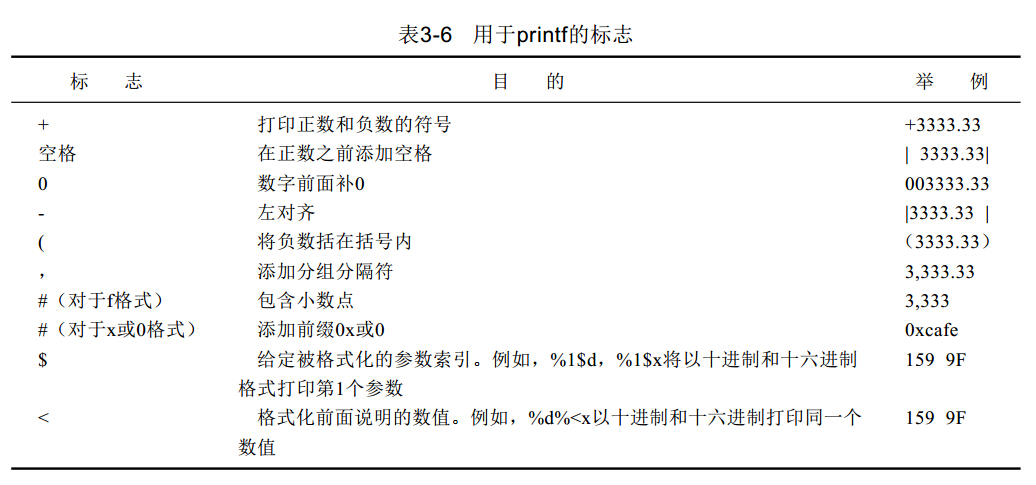 表3-6 用于printf的标志
标 志 目 的 举 例
+ 打印正数和负数的符号 +3333.33
空格 在正数之前添加空格 | 3333.33|
0 数字前面补0 003333.33
- 左对齐 |3333.33 |
( 将负数括在括号内 （3333.33）
， 添加分组分隔符 3,333.33
#（对于f格式） 包含小数点 3,333
#（对于x或0格式） 添加前缀0x或0 0xcafe
$ 给定被格式化的参数索引。例如，%1$d，%1$x将以十进制和十六进制 159 9F
格式打印第1个参数
< 格式化前面说明的数值。例如，%d%<x以十进制和十六进制打印同一个 159 9F
数值